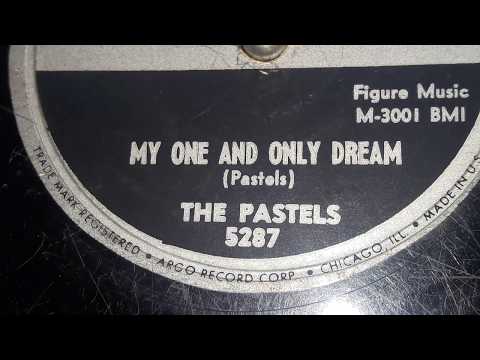 Figure Music
M-3001 BMI
MY ONE AND ONLY DREAM
(Pastels)
THE PASTELS
5287
TRADE MARK REGISTERED • ARGO RECORD CORP. • CHICAGO, ILL. • MADE IN U.S.